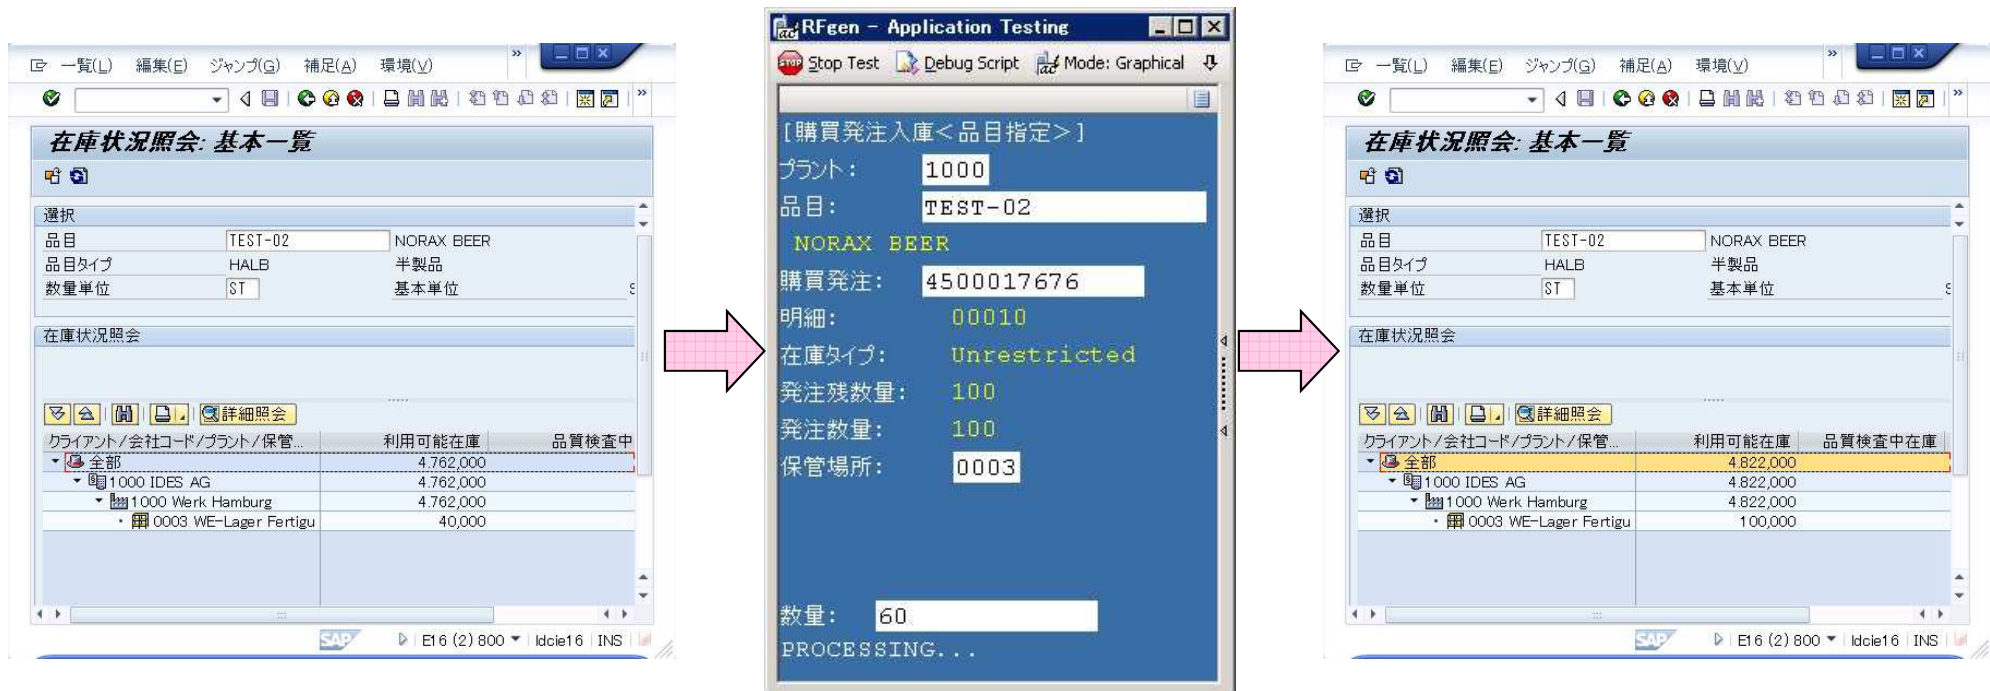 一覧(L) 編集(E) ジャンプ(G) 補足(A) 環境(V) »
»
在庫状況照会: 基本一覧
選択
品目 TEST-02 NORAX BEER
品目タイプ HALB 半製品
数量単位 ST 基本単位
在庫状況照会
詳細照会
クライアント/会社コード/プラント/保管... 利用可能在庫 品質検査中
全部 4.762,000
1000 IDES AG 4.762,000
1000 Werk Hamburg 4.762,000
0003 WE-Lager Fertigu 40,000
SAP E16 (2) 800 idcie16 INS
RFgen - Application Testing
STOP Stop Test Debug Script Mode: Graphical
[購買発注入庫<品目指定>]
プラント: 1000
品目: TEST-02
NORAX BEER
購買発注: 4500017676
明細: 00010
在庫タイプ: Unrestricted
発注残数量: 100
発注数量: 100
保管場所: 0003
数量: 60
PROCESSING...
一覧(L) 編集(E) ジャンプ(G) 補足(A) 環境(V) »
»
在庫状況照会: 基本一覧
選択
品目 TEST-02 NORAX BEER
品目タイプ HALB 半製品
数量単位 ST 基本単位
在庫状況照会
詳細照会
クライアント/会社コード/プラント/保管... 利用可能在庫 品質検査中在庫
全部 4.822,000
1000 IDES AG 4.822,000
1000 Werk Hamburg 4.822,000
0003 WE-Lager Fertigu 100,000
SAP E16 (2) 800 idcie16 INS